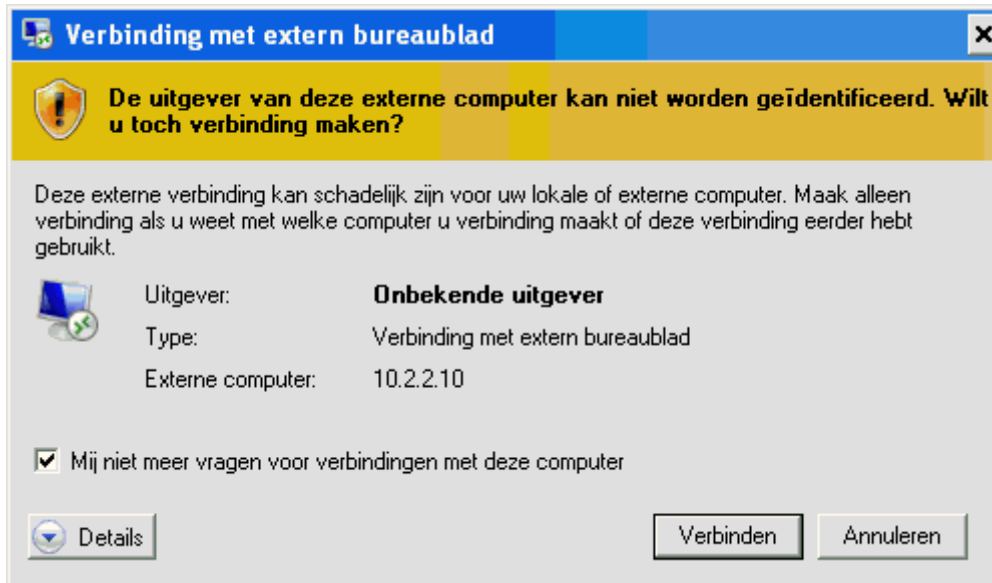 Verbinding met extern bureaublad
De uitgever van deze externe computer kan niet worden geïdentificeerd. Wilt
u toch verbinding maken?
Deze externe verbinding kan schadelijk zijn voor uw lokale of externe computer. Maak alleen
verbinding als u weet met welke computer u verbinding maakt of deze verbinding eerder hebt
gebruikt.
Uitgever: Onbekende uitgever
Type: Verbinding met extern bureaublad
Externe computer: 10.2.2.10
Mij niet meer vragen voor verbindingen met deze computer
Details Verbinden Annuleren